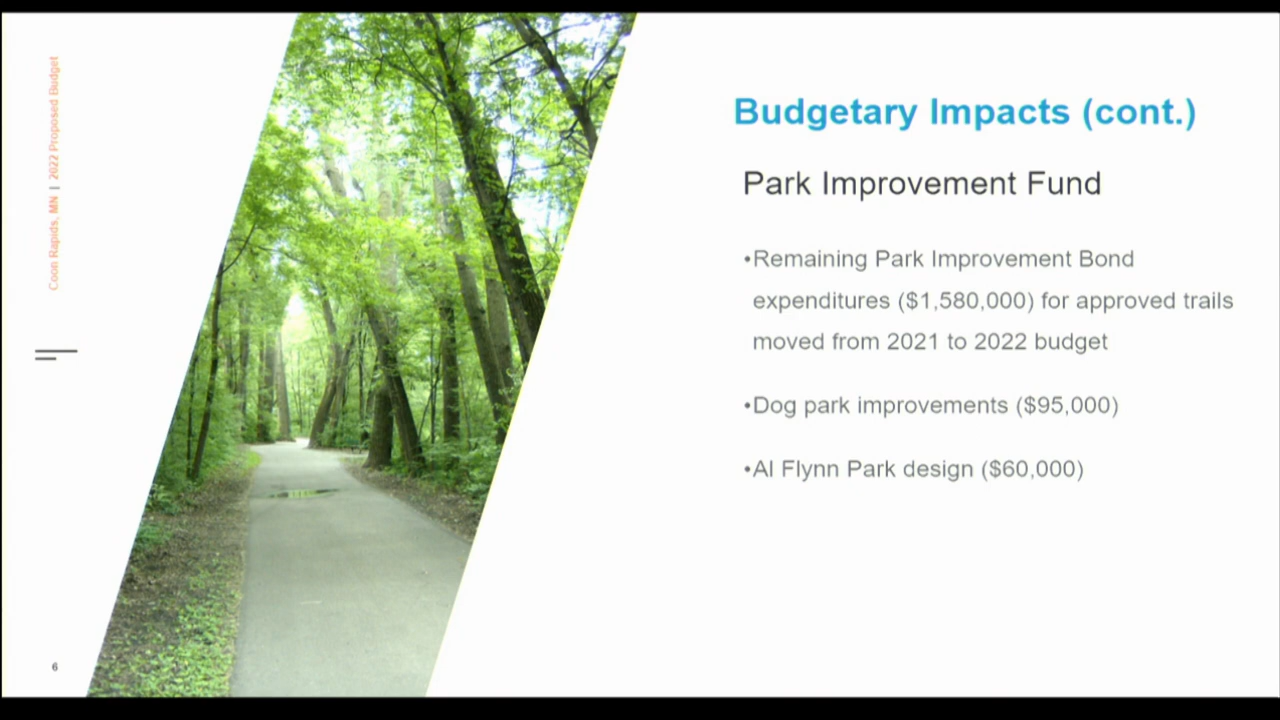 Coon Rapids, MN | 2022 Proposed Budget
Budgetary Impacts (cont.)
Park Improvement Fund
•Remaining Park Improvement Bond
expenditures ($1,580,000) for approved trails
moved from 2021 to 2022 budget
•Dog park improvements ($95,000)
•Al Flynn Park design ($60,000)
6